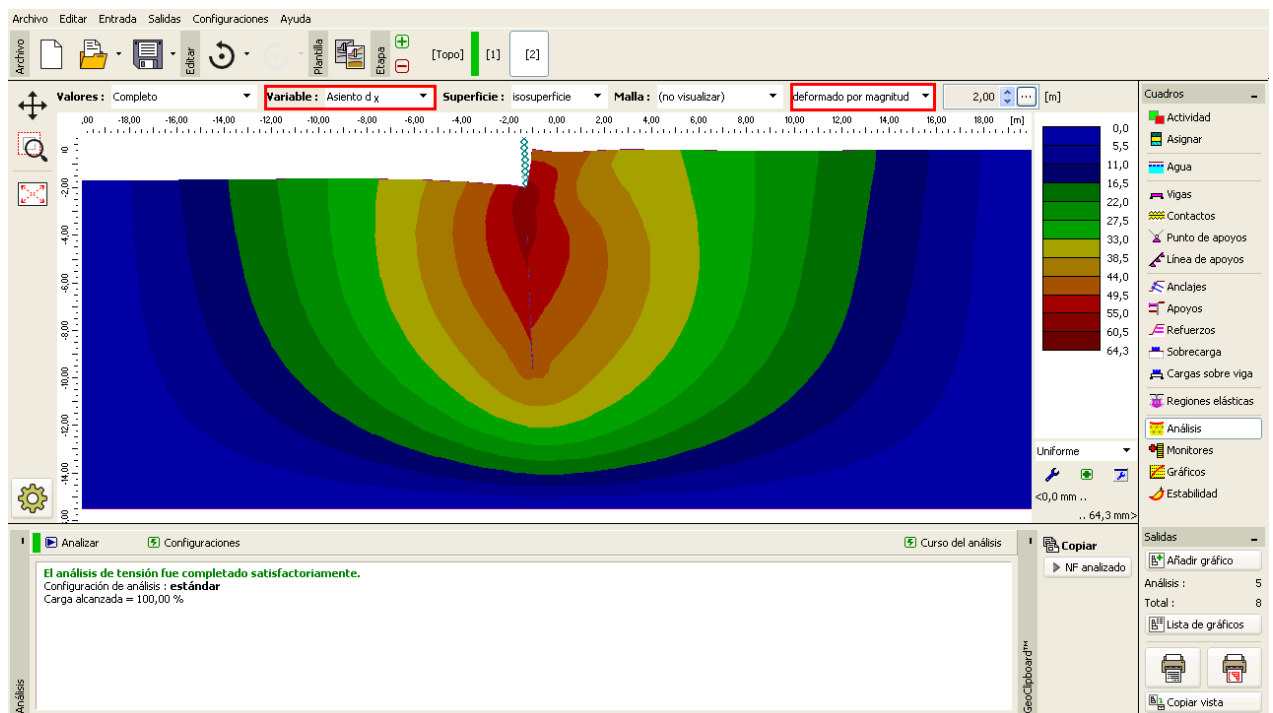 Archivo Editar Entrada Salidas Configuraciones Ayuda
Archivo
Editar
Plantilla
Etapa
[Topo] [1] [2]
Valores : Completo Variable : Asiento d x Superficie : isosuperficie Malla : (no visualizar) deformado por magnitud 2,00 ... [m]
,00 -18,00 -16,00 -14,00 -12,00 -10,00 -8,00 -6,00 -4,00 -2,00 0,00 2,00 4,00 6,00 8,00 10,00 12,00 14,00 16,00 18,00 [m]
-2,00
-4,00
-6,00
-8,00
-10,00
-12,00
-14,00
0,0
5,5
11,0
16,5
22,0
27,5
33,0
38,5
44,0
49,5
55,0
60,5
64,3
Uniforme
<0,0 mm ..
.. 64,3 mm>
Cuadros
Actividad
Asignar
Agua
Vigas
Contactos
Punto de apoyos
Línea de apoyos
Anclajes
Apoyos
Refuerzos
Sobrecarga
Cargas sobre viga
Regiones elásticas
Análisis
Monitores
Gráficos
Estabilidad
Analizar Configuraciones Curso del análisis
El análisis de tensión fue completado satisfactoriamente.
Configuración de análisis : estándar
Carga alcanzada = 100,00 %
Análisis
GeoClipboard™
Copiar
NF analizado
Salidas
Añadir gráfico
Análisis : 5
Total : 8
Lista de gráficos
Copiar vista